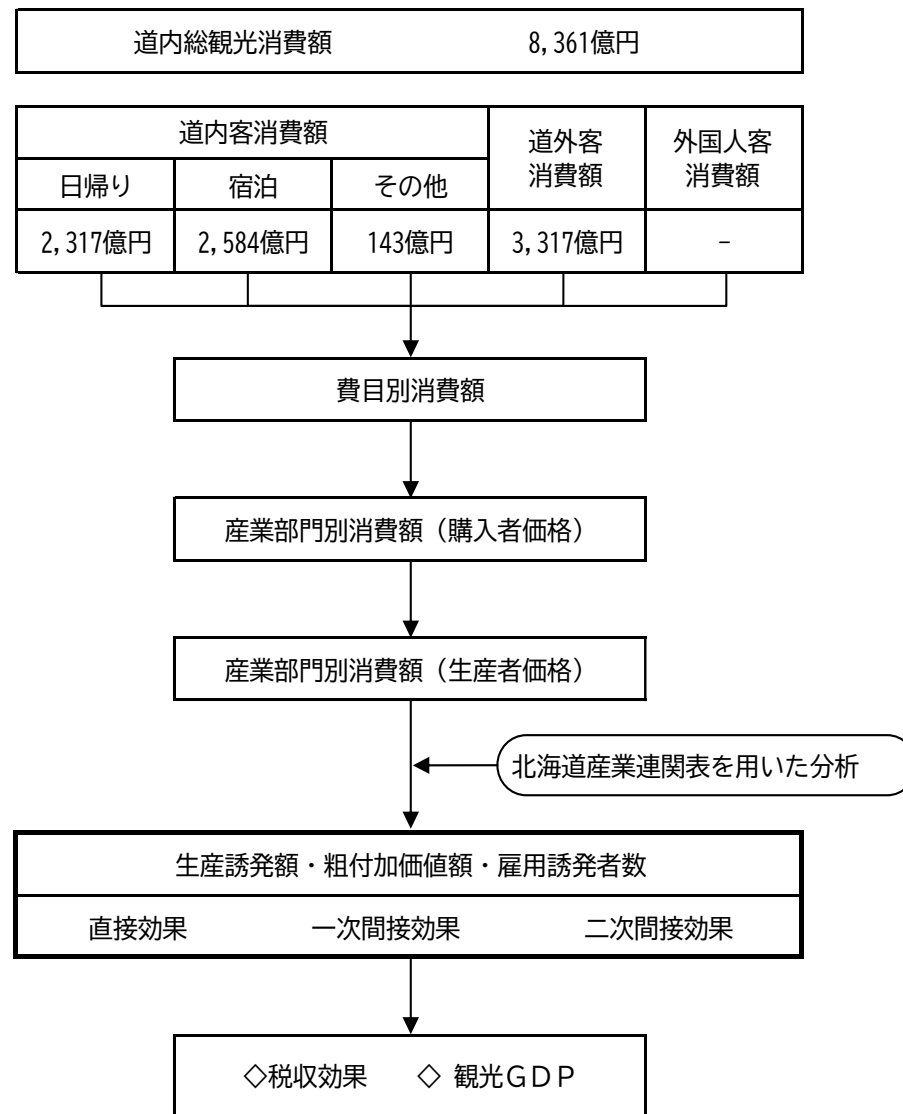 道内総観光消費額 8,361億円
道内客消費額
道外客
消費額
外国人客
消費額
日帰り 宿泊 その他
2,317億円 2,584億円 143億円 3,317億円 -
費目別消費額
産業部門別消費額（購入者価格）
産業部門別消費額（生産者価格）
北海道産業連関表を用いた分析
生産誘発額・粗付加価値額・雇用誘発者数
直接効果 一次間接効果 二次間接効果
◇税収効果 ◇ 観光ＧＤＰ